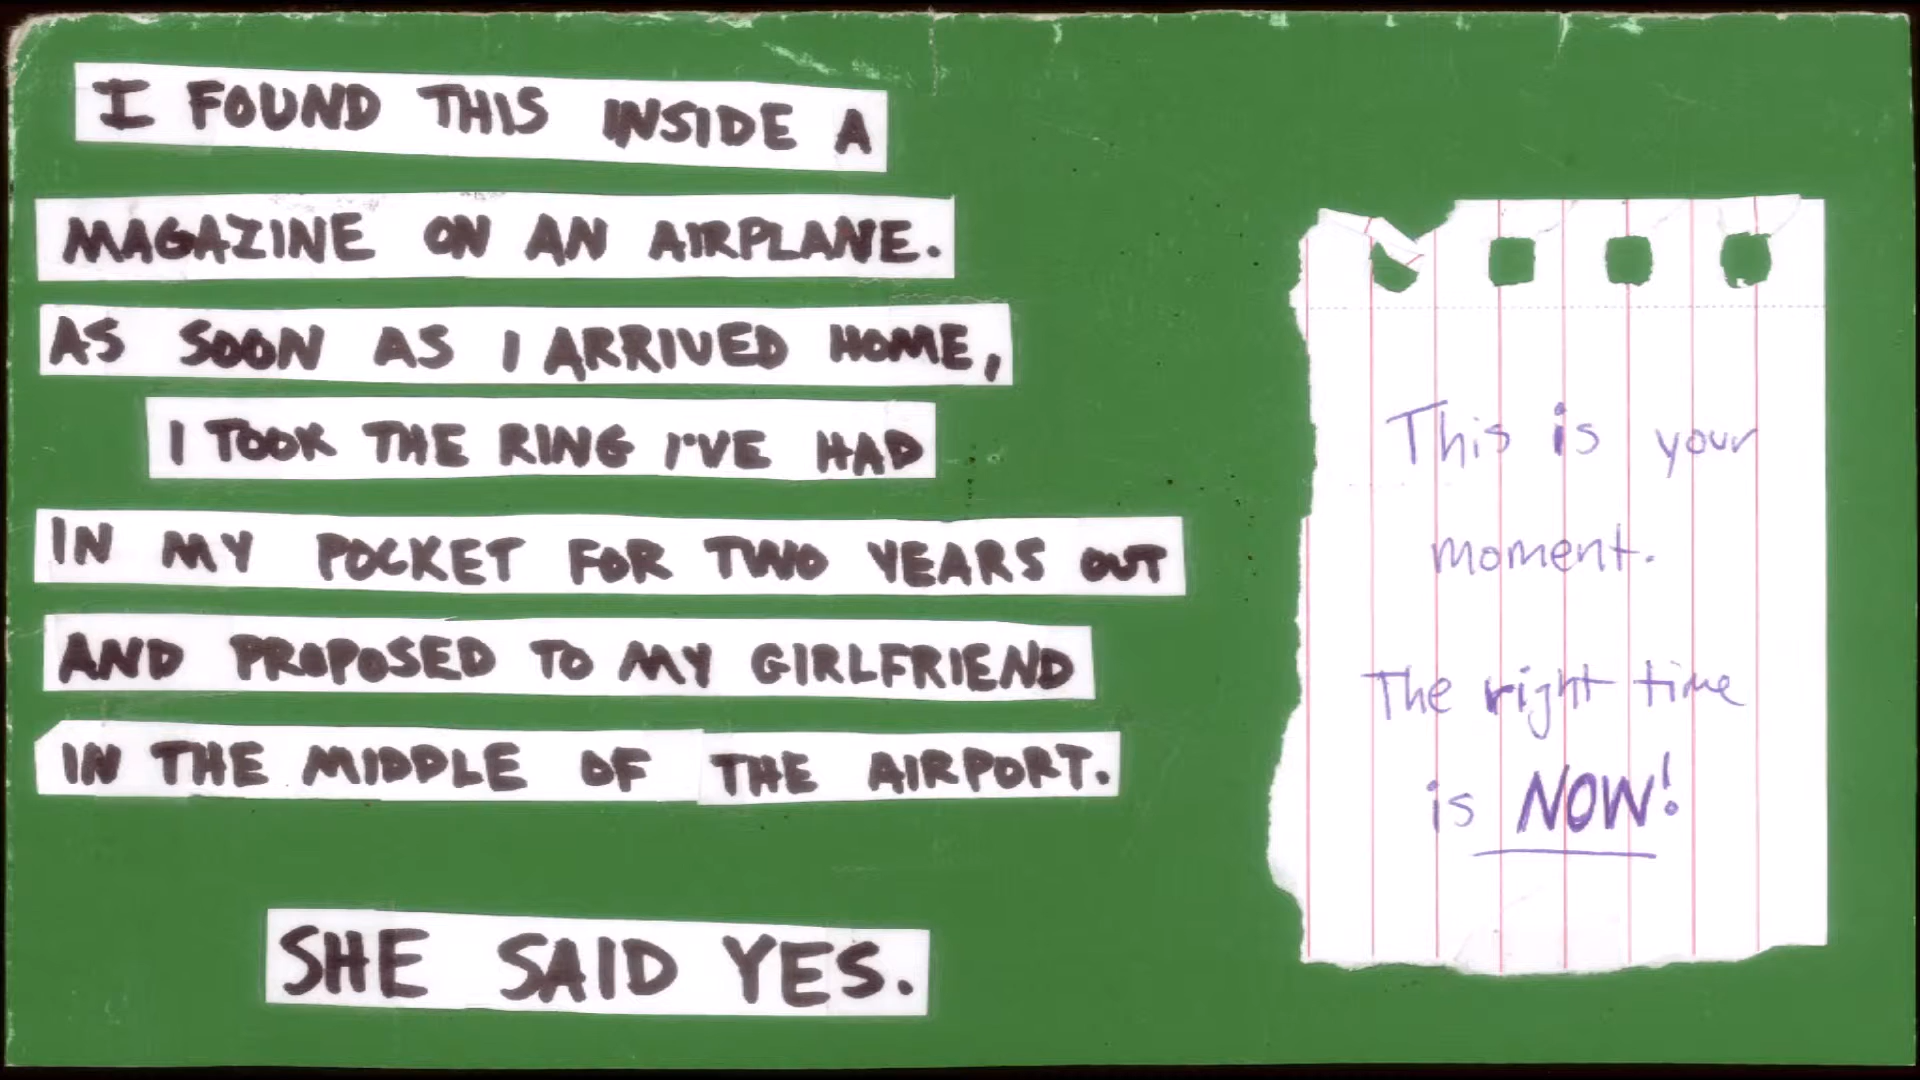 I FOUND THIS INSIDE A
MAGAZINE ON AN AIRPLANE.
AS SOON AS I ARRIVED HOME,
I TOOK THE RING I'VE HAD
IN MY POCKET FOR TWO YEARS OUT
AND PROPOSED TO MY GIRLFRIEND
IN THE MIDDLE OF THE AIRPORT.
SHE SAID YES.
This is your
moment.
The right time
is NOW!